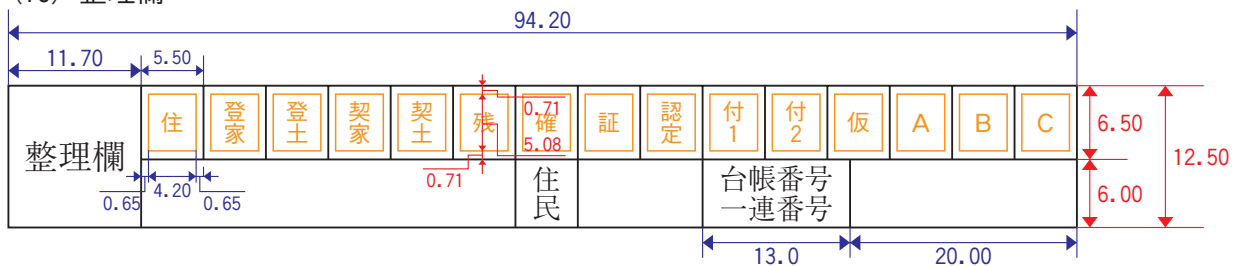 (10) 整理欄
94.20
11.70
5.50
整理欄
住
登家
登土
契家
契土
残
確
証
認定
付1
付2
仮
A
B
C
0.71
5.08
0.71
6.50
12.50
6.00
0.65
4.20
0.65
住民
台帳番号
一連番号
13.0
20.00